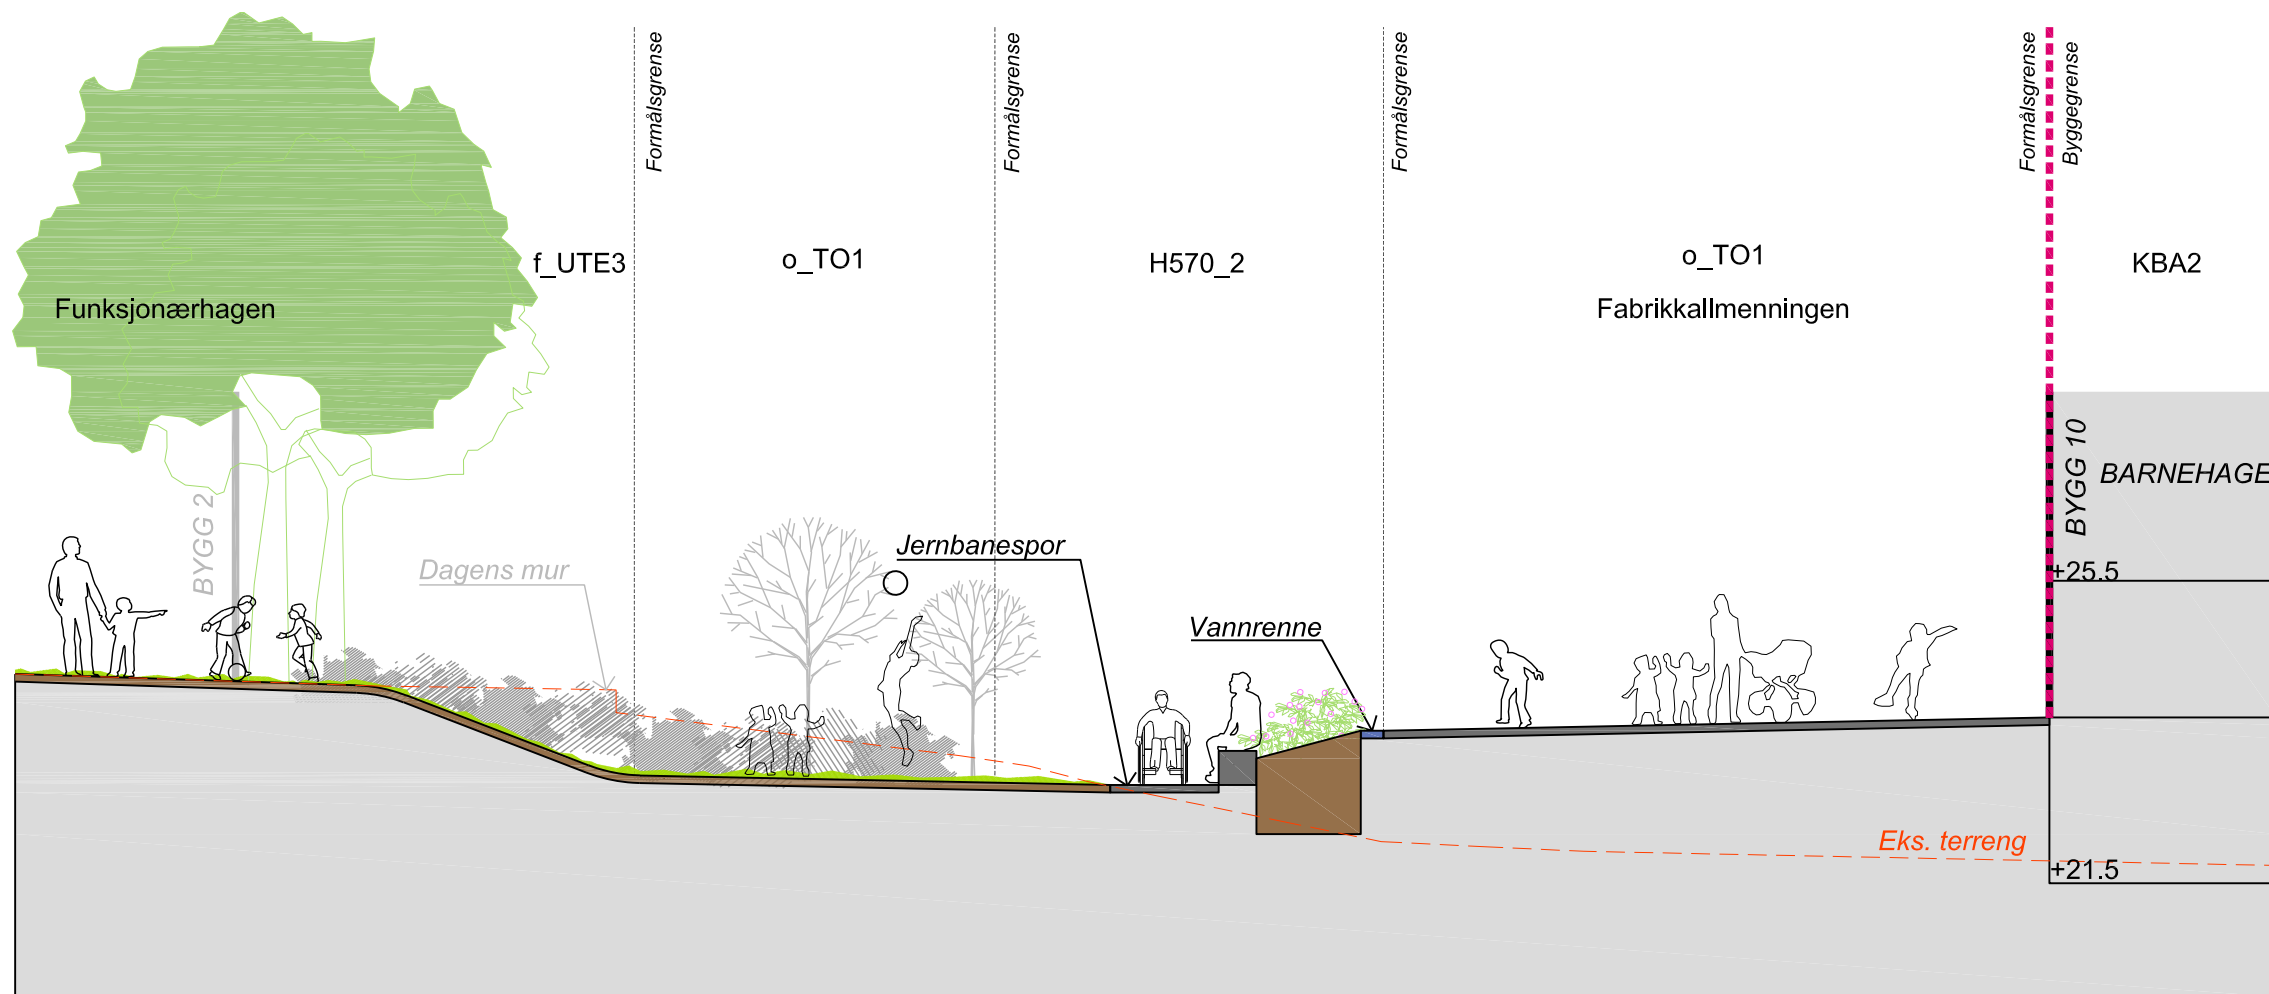 Formålsgrense
Formålsgrense
Formålsgrense
Formålsgrense
Byggegrense
f_UTE3
o_TO1
H570_2
o_TO1
KBA2
Funksjonærhagen
Fabrikkallmenningen
BYGG 2
Dagens mur
Jernbanespor
Vannrenne
BYGG 10
BARNEHAGE
+25.5
Eks. terreng
+21.5